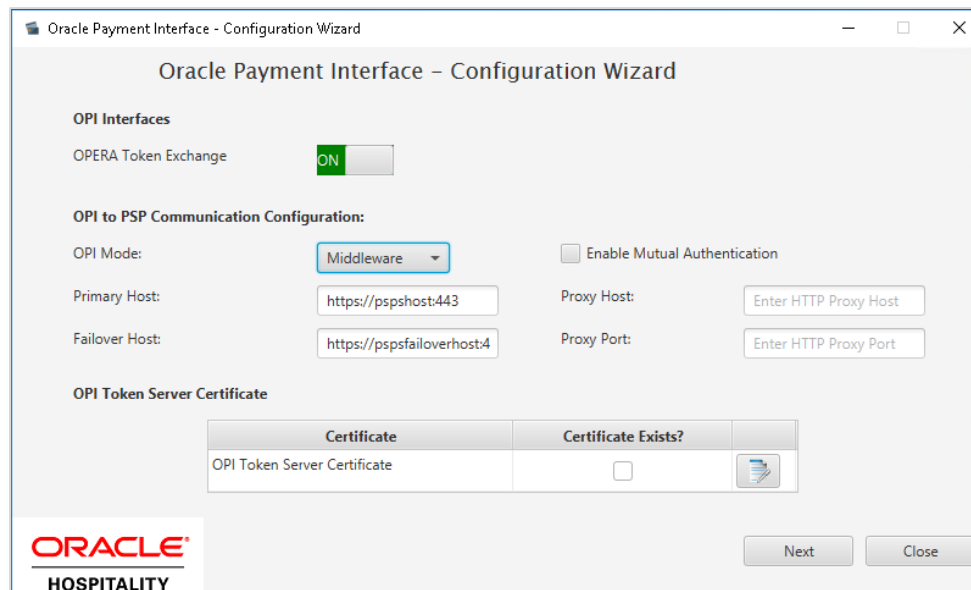 Oracle Payment Interface - Configuration Wizard
Oracle Payment Interface – Configuration Wizard
OPI Interfaces
OPERA Token Exchange ON
OPI to PSP Communication Configuration:
OPI Mode: Middleware Enable Mutual Authentication
Primary Host: https://pspshost:443 Proxy Host: Enter HTTP Proxy Host
Failover Host: https://pspsfailoverhost:4 Proxy Port: Enter HTTP Proxy Port
OPI Token Server Certificate
Certificate Certificate Exists?
OPI Token Server Certificate
ORACLE®
HOSPITALITY
Next Close